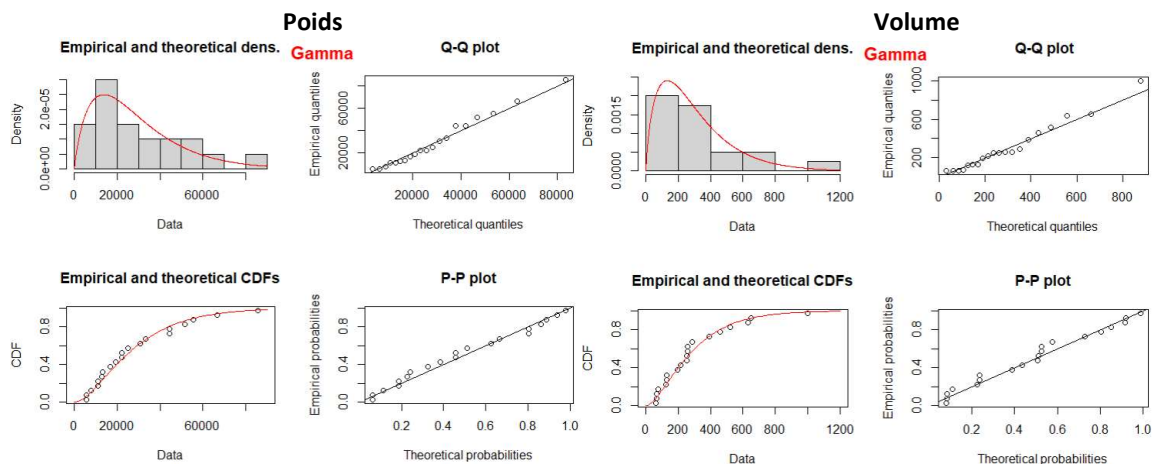 Poids
Volume
Empirical and theoretical dens.
Gamma
Q-Q plot
Empirical and theoretical dens.
Gamma
Q-Q plot
Density
0.0e+00 2.0e-05
0 20000 60000
Data
Empirical quantiles
20000 60000
0 20000 40000 60000 80000
Theoretical quantiles
Density
0.0000 0.0015
0 200 400 600 800 1200
Data
Empirical quantiles
200 600 1000
0 200 400 600 800
Theoretical quantiles
Empirical and theoretical CDFs
P-P plot
Empirical and theoretical CDFs
P-P plot
CDF
0.0 0.4 0.8
0 20000 60000
Data
Empirical probabilities
0.0 0.4 0.8
0.2 0.4 0.6 0.8 1.0
Theoretical probabilities
CDF
0.0 0.4 0.8
0 200 400 600 800 1200
Data
Empirical probabilities
0.0 0.4 0.8
0.2 0.4 0.6 0.8 1.0
Theoretical probabilities